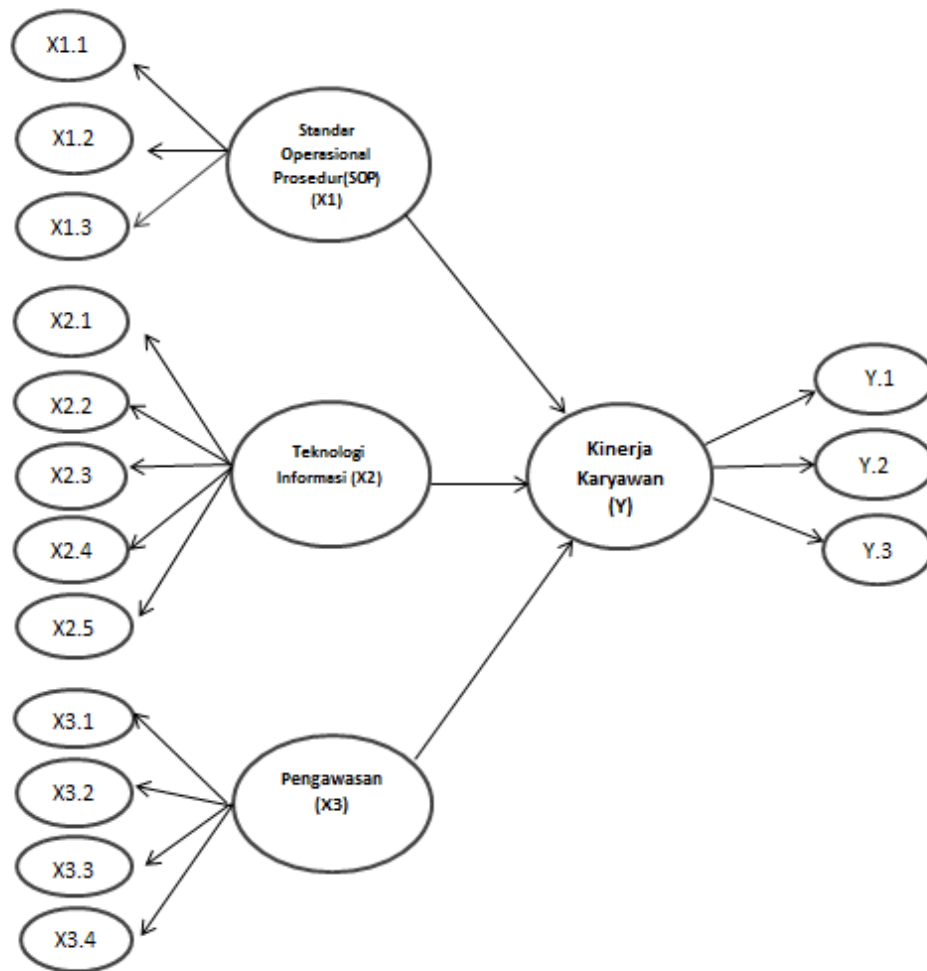 X1.1
X1.2
X1.3
Standar
Operasional
Prosedur(SOP)
(X1)
X2.1
X2.2
X2.3
X2.4
X2.5
Teknologi
Informasi (X2)
Kinerja
Karyawan
(Y)
Y.1
Y.2
Y.3
X3.1
X3.2
X3.3
X3.4
Pengawasan
(X3)